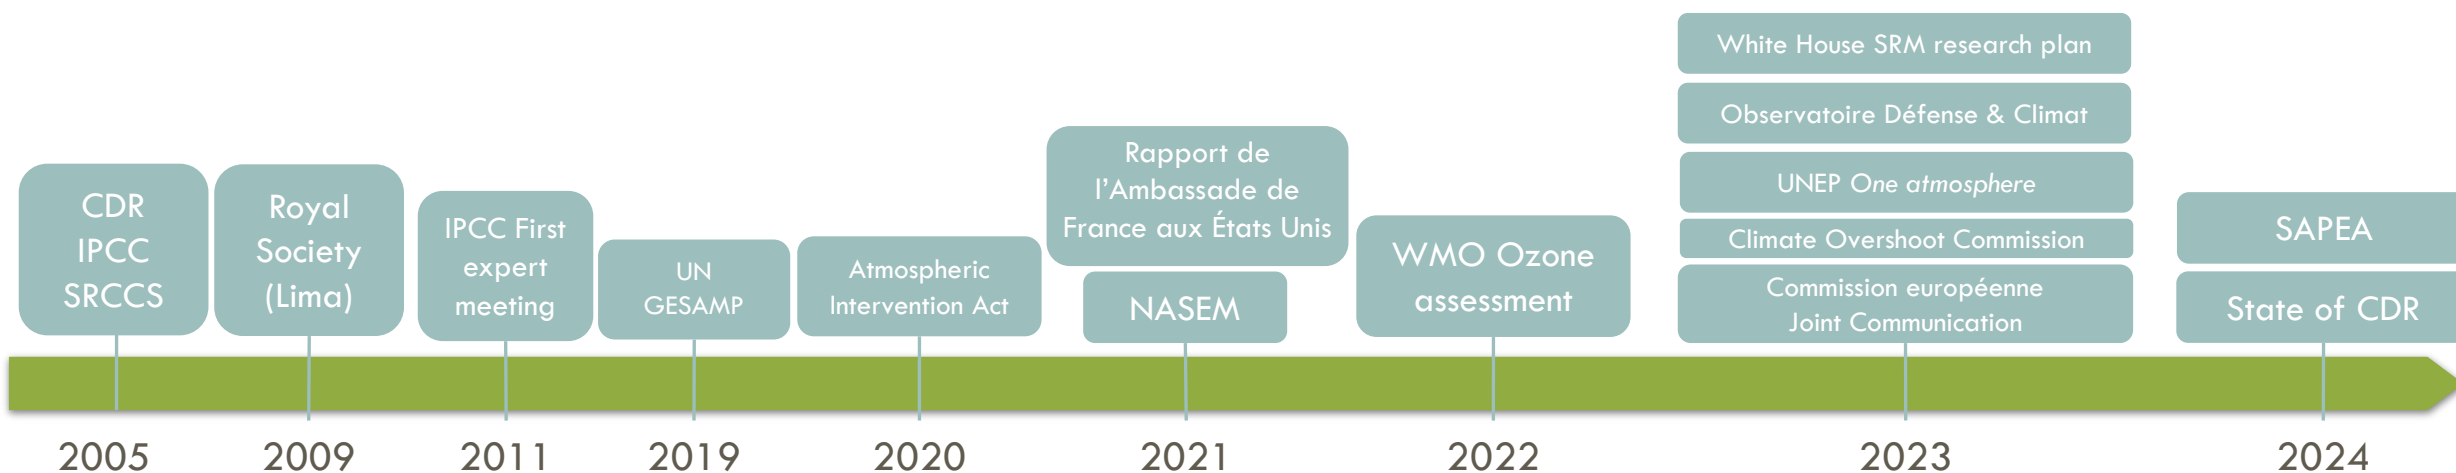 CDR
IPCC
SRCCS
Royal
Society
(Lima)
IPCC First
expert
meeting
UN
GESAMP
Atmospheric
Intervention Act
Rapport de
l'Ambassade de
France aux États Unis
NASEM
WMO Ozone
assessment
White House SRM research plan
Observatoire Défense & Climat
UNEP One atmosphere
Climate Overshoot Commission
Commission européenne
Joint Communication
SAPEA
State of CDR
2005
2009
2011
2019
2020
2021
2022
2023
2024